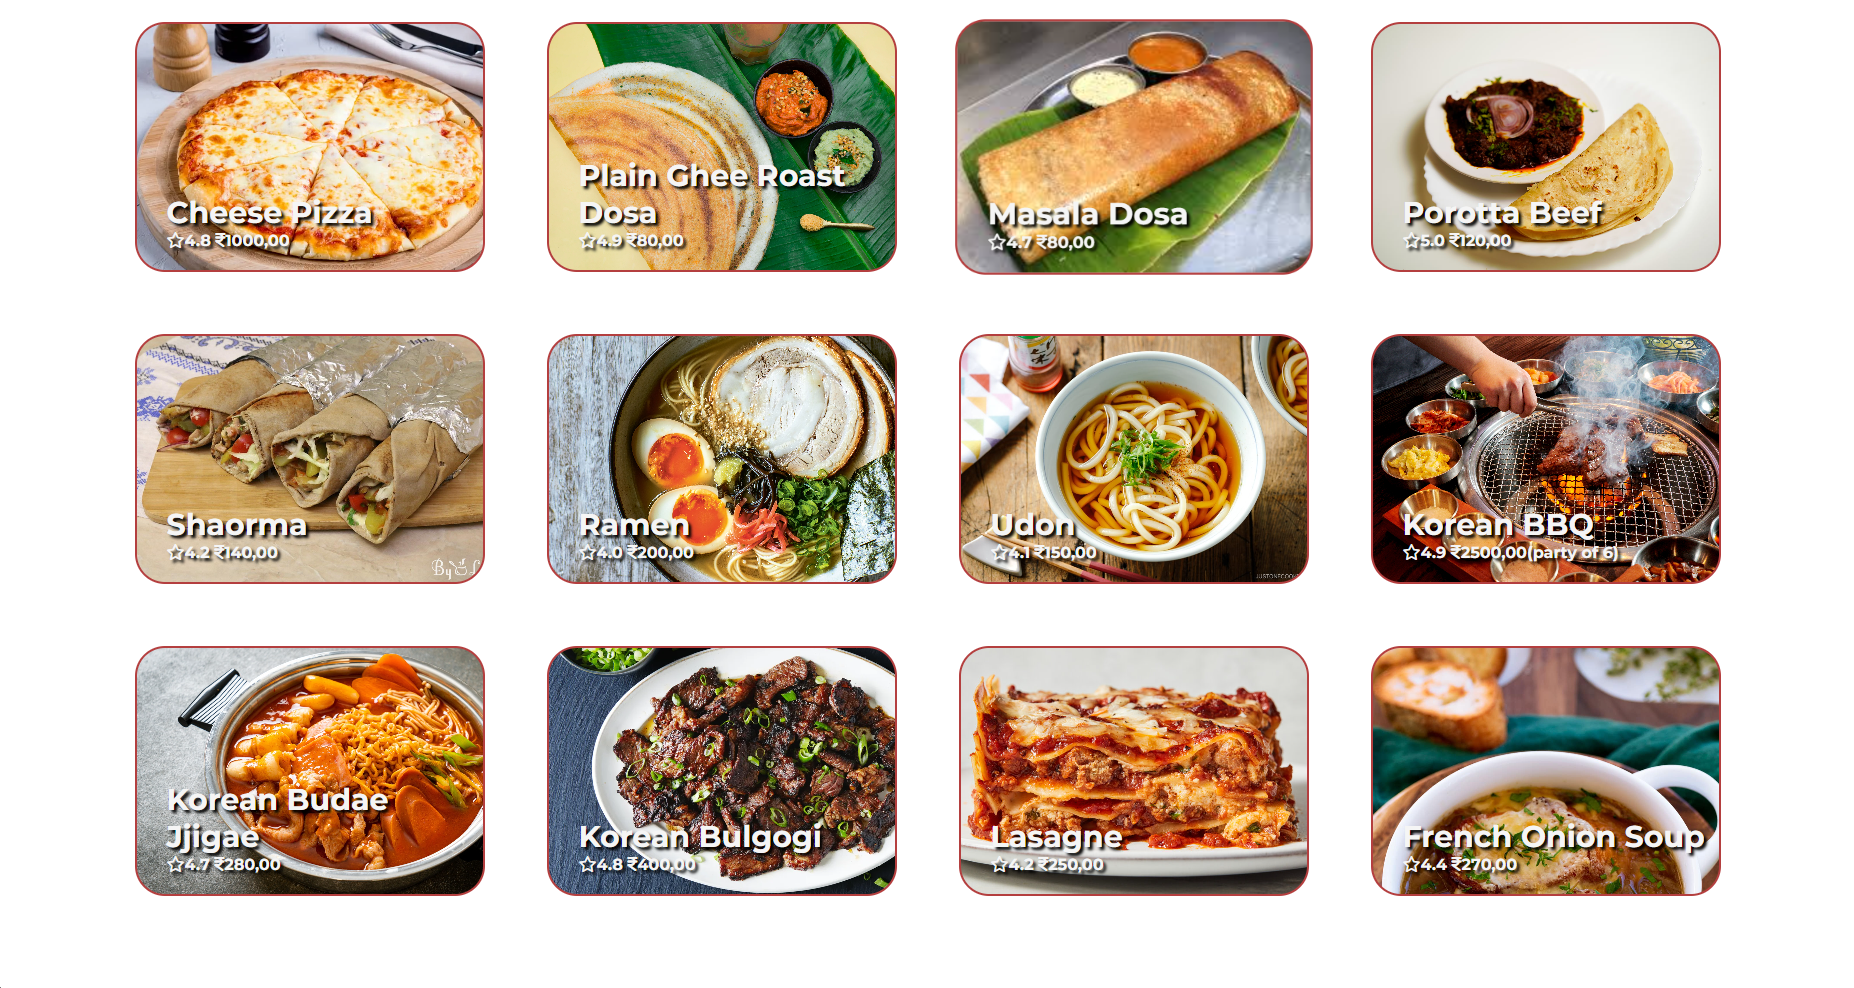 Cheese Pizza
☆4.8 ₹1000,00
Plain Ghee Roast
Dosa
☆4.9 ₹80,00
Masala Dosa
☆4.7 ₹80,00
Porotta Beef
☆5.0 ₹120,00
Shaorma
☆4.2 ₹140,00
By
Ramen
☆4.0 ₹200,00
Udon
☆4.1 ₹150,00
Korean BBQ
☆4.9 ₹2500,00(party of 6)
Korean Budae
Jjigae
☆4.7 ₹280,00
Korean Bulgogi
☆4.8 ₹400,00
Lasagne
☆4.2 ₹250,00
French Onion Soup
☆4.4 ₹270,00